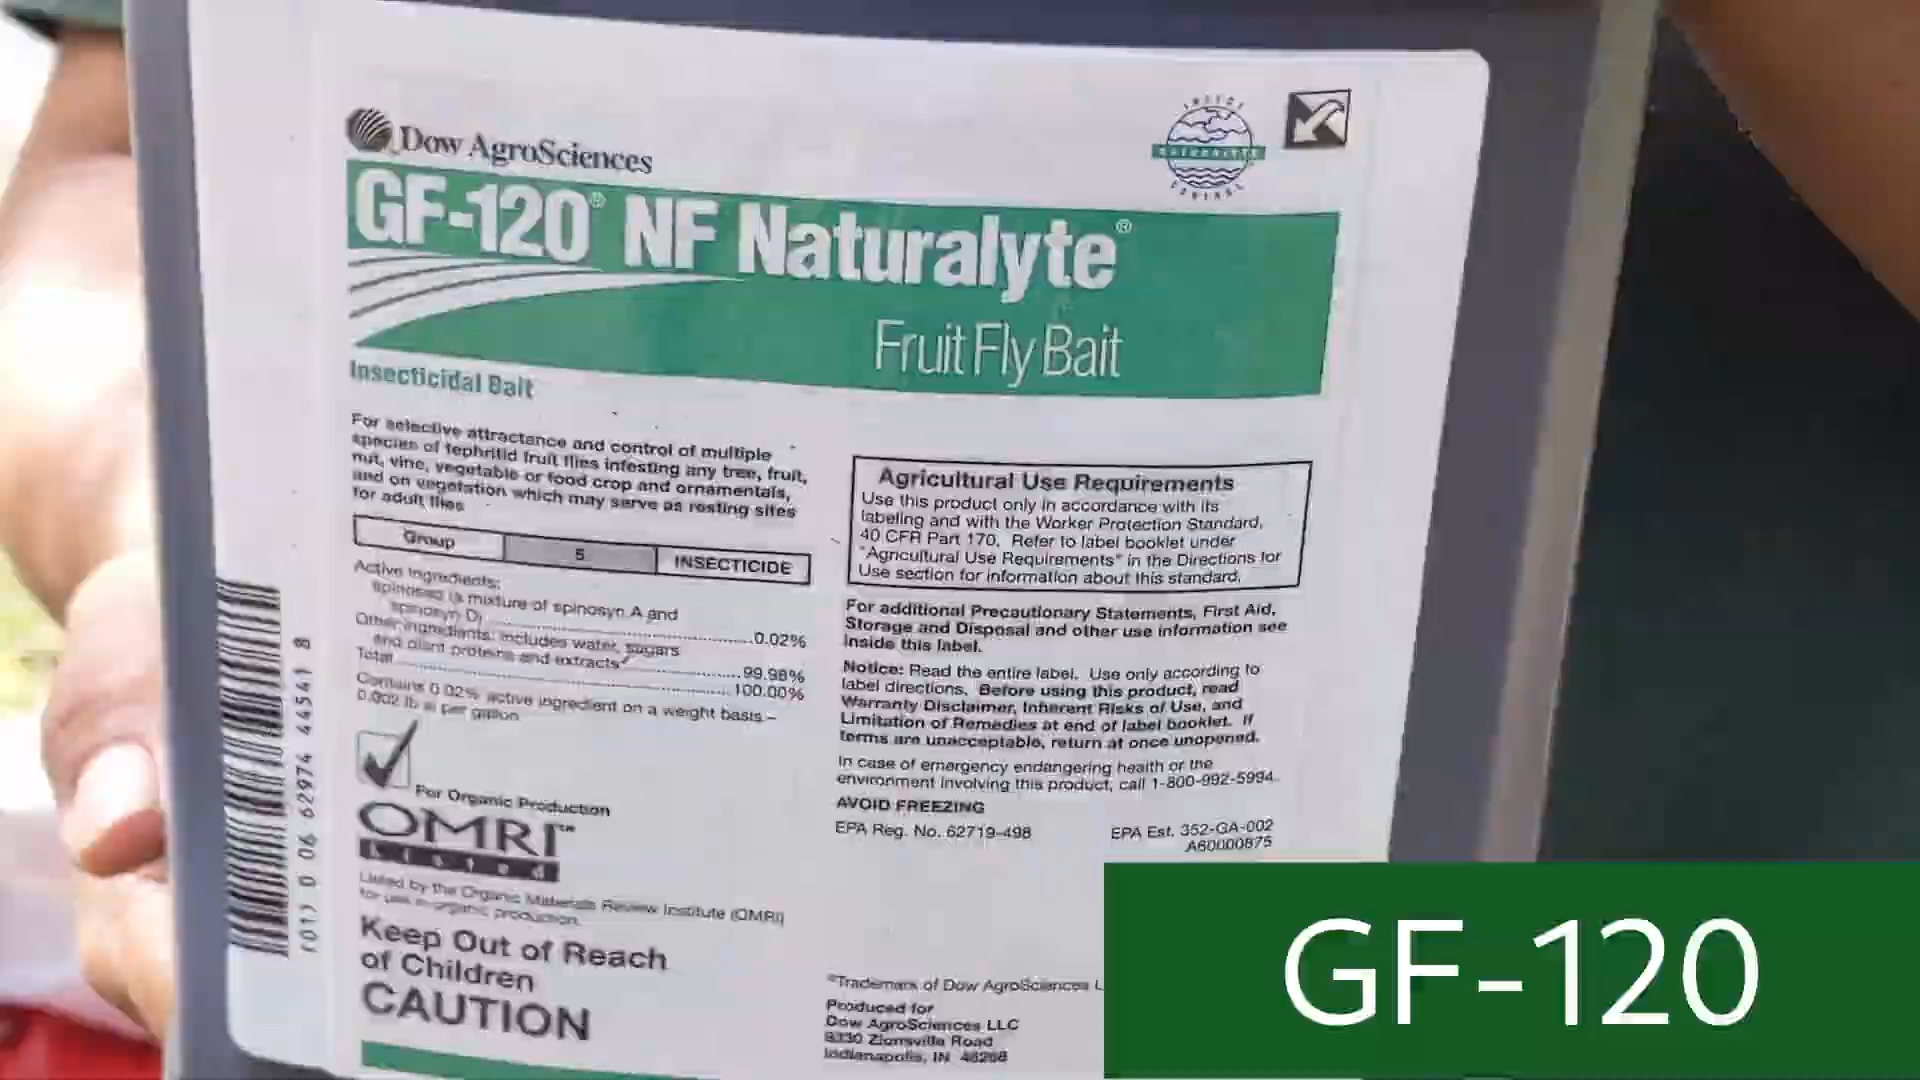 INSECT
NATURALYTE
CONTROL
Dow AgroSciences
GF-120® NF Naturalyte®
Fruit Fly Bait
Insecticidal Bait
For selective attractance and control of multiple
species of tephritid fruit flies infesting any tree, fruit,
nut, vine, vegetable or food crop and ornamentals,
and on vegetation which may serve as resting sites
for adult flies
Group 5 INSECTICIDE
Active Ingredients:
spinosad (a mixture of spinosyn A and
spinosyn D) 0.02%
Other ingredients: includes water, sugars
and plant proteins and extracts 99.98%
Total 100.00%
Contains 0.02% active ingredient on a weight basis –
0.002 lb ai per gallon
For Organic Production
OMRI™
Listed
Listed by the Organic Materials Review Institute (OMRI)
for use in organic production.
Keep Out of Reach
of Children
CAUTION
Agricultural Use Requirements
Use this product only in accordance with its
labeling and with the Worker Protection Standard,
40 CFR Part 170. Refer to label booklet under
"Agricultural Use Requirements" in the Directions for
Use section for information about this standard.
For additional Precautionary Statements, First Aid,
Storage and Disposal and other use information see
inside this label.
Notice: Read the entire label. Use only according to
label directions. Before using this product, read
Warranty Disclaimer, Inherent Risks of Use, and
Limitation of Remedies at end of label booklet. If
terms are unacceptable, return at once unopened.
In case of emergency endangering health or the
environment involving this product, call 1-800-992-5994.
AVOID FREEZING
EPA Reg. No. 62719-498
EPA Est. 352-GA-002
A60000875
®Trademark of Dow AgroSciences L
Produced for
Dow AgroSciences LLC
9330 Zionsville Road
Indianapolis, IN 46268
(01) 0 06 62974 44541 8
GF-120